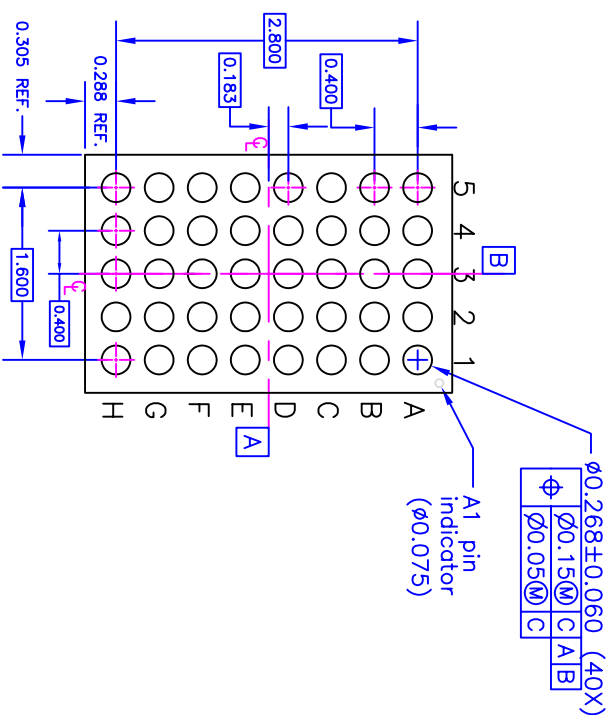 2.800
0.400
0.183
℄
0.288 REF.
0.305 REF.
1.600
0.400
℄
5 4 3 2 1
A B C D E F G H
B
A
Ø0.268±0.060 (40X)
⌖ Ø0.15Ⓜ C A B
Ø0.05Ⓜ C
A1 pin
indicator
(Ø0.075)